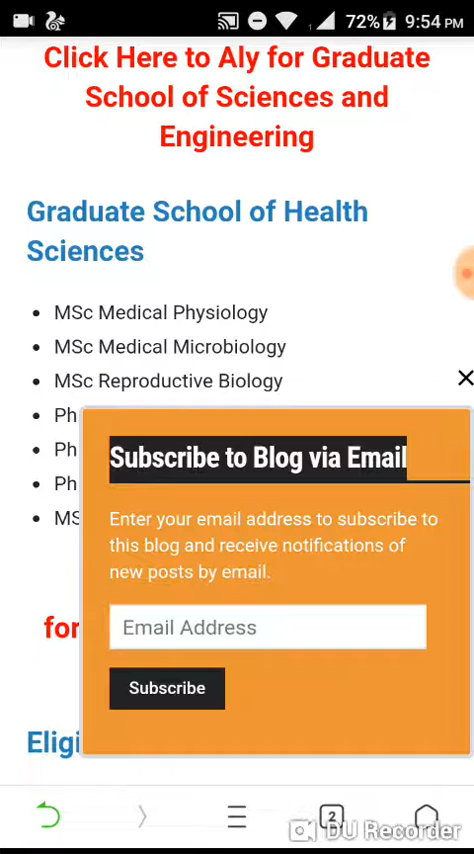 72% 9:54 PM
Click Here to Aly for Graduate
School of Sciences and
Engineering
Graduate School of Health
Sciences
MSc Medical Physiology
MSc Medical Microbiology
MSc Reproductive Biology
Ph
Ph
Ph
MS
Subscribe to Blog via Email
Enter your email address to subscribe to
this blog and receive notifications of
new posts by email.
for
Email Address
Subscribe
Eligi
2
DU Recorder